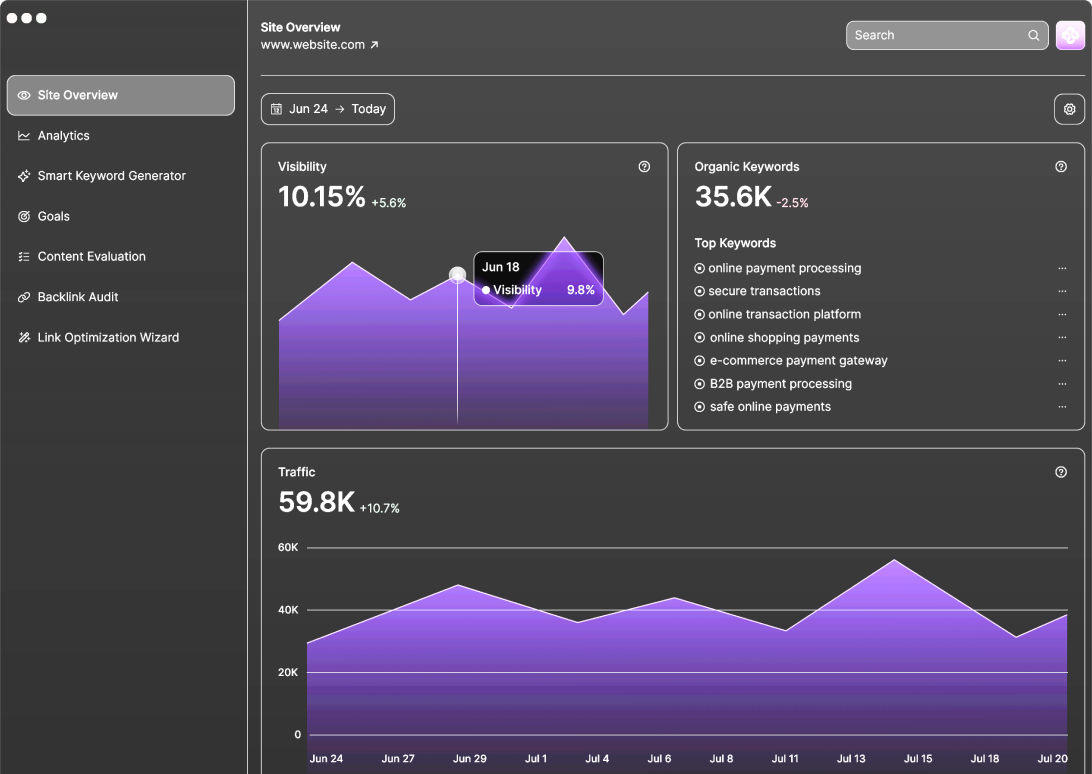 Site Overview
www.website.com ↗
Search
Site Overview
Analytics
Smart Keyword Generator
Goals
Content Evaluation
Backlink Audit
Link Optimization Wizard
Jun 24 → Today
Visibility
10.15% +5.6%
Jun 18
Visibility 9.8%
Organic Keywords
35.6K -2.5%
Top Keywords
online payment processing ...
secure transactions ...
online transaction platform ...
online shopping payments ...
e-commerce payment gateway ...
B2B payment processing ...
safe online payments ...
Traffic
59.8K +10.7%
60K
40K
20K
0
Jun 24 Jun 27 Jun 29 Jul 1 Jul 4 Jul 6 Jul 8 Jul 11 Jul 13 Jul 15 Jul 18 Jul 20